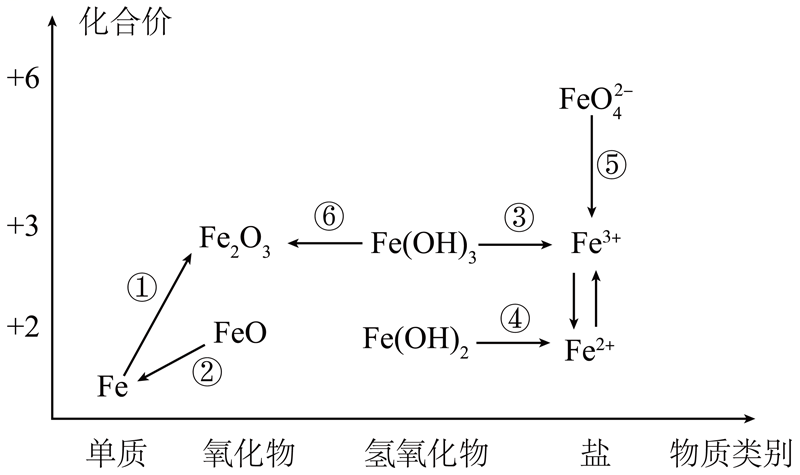 化合价
+6
FeO₄²⁻
⑤
+3
Fe₂O₃ ⑥ Fe(OH)₃ ③ Fe³⁺
①
+2
FeO Fe(OH)₂ ④ Fe²⁺
Fe ②
单质 氧化物 氢氧化物 盐 物质类别